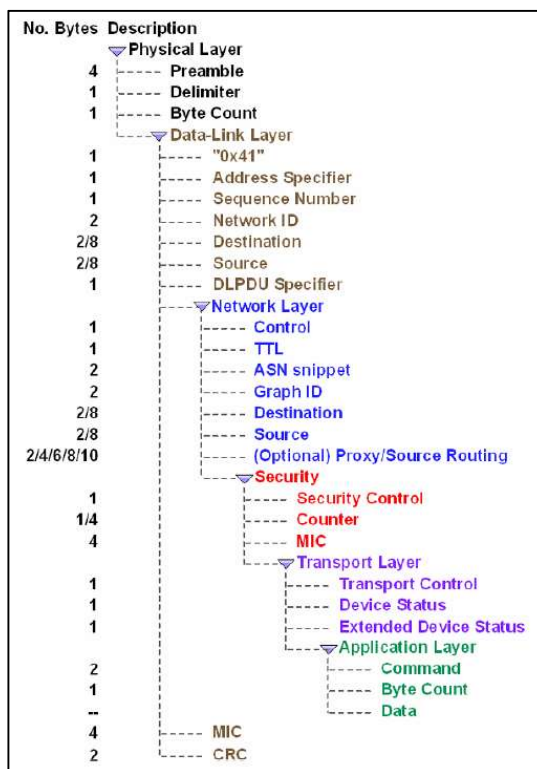 No. Bytes Description
Physical Layer
4 Preamble
1 Delimiter
1 Byte Count
Data-Link Layer
1 "0x41"
1 Address Specifier
1 Sequence Number
2 Network ID
2/8 Destination
2/8 Source
1 DLPDU Specifier
Network Layer
1 Control
1 TTL
2 ASN snippet
2 Graph ID
2/8 Destination
2/8 Source
2/4/6/8/10 (Optional) Proxy/Source Routing
Security
1 Security Control
1/4 Counter
4 MIC
Transport Layer
1 Transport Control
1 Device Status
1 Extended Device Status
Application Layer
2 Command
1 Byte Count
-- Data
4 MIC
2 CRC